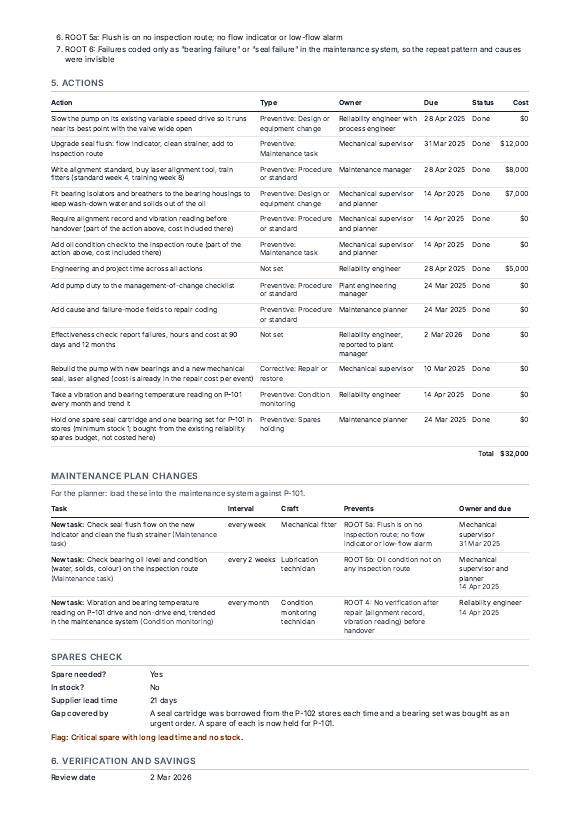 6. ROOT 5a: Flush is on no inspection route; no flow indicator or low-flow alarm
7. ROOT 6: Failures coded only as "bearing failure" or "seal failure" in the maintenance system, so the repeat pattern and causes
were invisible
5. ACTIONS
Action Type Owner Due Status Cost
Slow the pump on its existing variable speed drive so it runs Preventive: Design or Reliability engineer with 28 Apr 2025 Done $0
near its best point with the valve wide open equipment change process engineer
Upgrade seal flush: flow indicator, clean strainer, add to Preventive: Mechanical supervisor 31 Mar 2025 Done $12,000
inspection route Maintenance task
Write alignment standard, buy laser alignment tool, train Preventive: Procedure Maintenance manager 28 Apr 2025 Done $8,000
fitters (standard week 4, training week 8) or standard
Fit bearing isolators and breathers to the bearing housings to Preventive: Design or Mechanical supervisor 14 Apr 2025 Done $7,000
keep wash-down water and solids out of the oil equipment change and planner
Require alignment record and vibration reading before Preventive: Procedure Mechanical supervisor 14 Apr 2025 Done $0
handover (part of the action above, cost included there) or standard and planner
Add oil condition check to the inspection route (part of the Preventive: Mechanical supervisor 14 Apr 2025 Done $0
action above, cost included there) Maintenance task and planner
Engineering and project time across all actions Not set Reliability engineer 28 Apr 2025 Done $5,000
Add pump duty to the management-of-change checklist Preventive: Procedure Plant engineering 24 Mar 2025 Done $0
or standard manager
Add cause and failure-mode fields to repair coding Preventive: Procedure Maintenance planner 24 Mar 2025 Done $0
or standard
Effectiveness check: report failures, hours and cost at 90 Not set Reliability engineer, 2 Mar 2026 Done $0
days and 12 months reported to plant
manager
Rebuild the pump with new bearings and a new mechanical Corrective: Repair or Mechanical supervisor 10 Mar 2025 Done $0
seal, laser aligned (cost is already in the repair cost per event) restore
Take a vibration and bearing temperature reading on P-101 Preventive: Condition Reliability engineer 14 Apr 2025 Done $0
every month and trend it monitoring
Hold one spare seal cartridge and one bearing set for P-101 in Preventive: Spares Maintenance planner 24 Mar 2025 Done $0
stores (minimum stock 1; bought from the existing reliability holding
spares budget, not costed here)
Total $32,000
MAINTENANCE PLAN CHANGES
For the planner: load these into the maintenance system against P-101.
Task Interval Craft Prevents Owner and due
New task: Check seal flush flow on the new every week Mechanical fitter ROOT 5a: Flush is on no Mechanical
indicator and clean the flush strainer (Maintenance inspection route; no flow supervisor
task) indicator or low-flow alarm 31 Mar 2025
New task: Check bearing oil level and condition every 2 weeks Lubrication ROOT 5b: Oil condition not on Mechanical
(water, solids, colour) on the inspection route technician any inspection route supervisor and
(Maintenance task) planner
14 Apr 2025
New task: Vibration and bearing temperature every month Condition ROOT 4: No verification after Reliability engineer
reading on P-101 drive and non-drive end, trended monitoring repair (alignment record, 14 Apr 2025
in the maintenance system (Condition monitoring) technician vibration reading) before
handover
SPARES CHECK
Spare needed? Yes
In stock? No
Supplier lead time 21 days
Gap covered by A seal cartridge was borrowed from the P-102 stores each time and a bearing set was bought as an
urgent order. A spare of each is now held for P-101.
Flag: Critical spare with long lead time and no stock.
6. VERIFICATION AND SAVINGS
Review date 2 Mar 2026